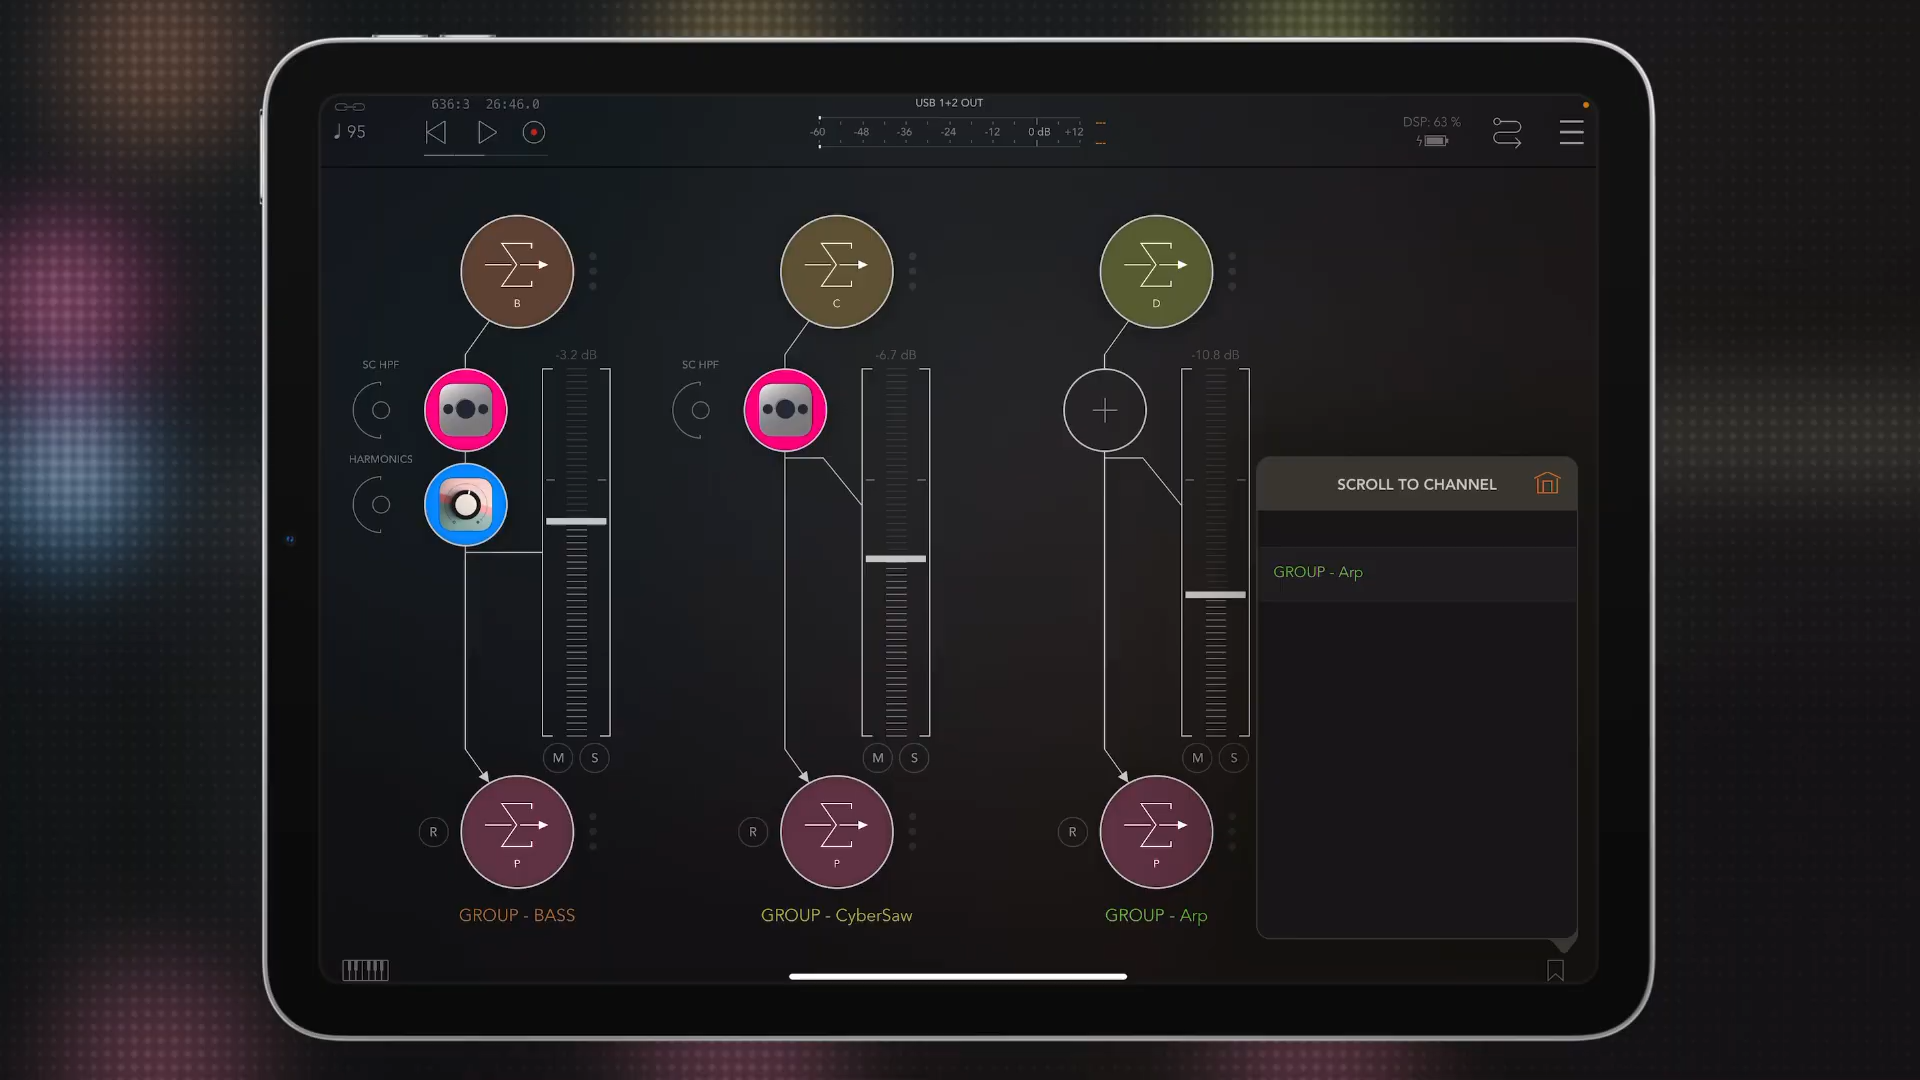 636:3 26:46.0
95
USB 1+2 OUT
-60 -48 -36 -24 -12 0 dB +12
DSP: 63 %
B
C
D
SC HPF
-3.2 dB
SC HPF
-6.7 dB
-10.8 dB
HARMONICS
SCROLL TO CHANNEL
GROUP - Arp
M S
M S
M S
R
P
R
P
R
P
GROUP - BASS
GROUP - CyberSaw
GROUP - Arp